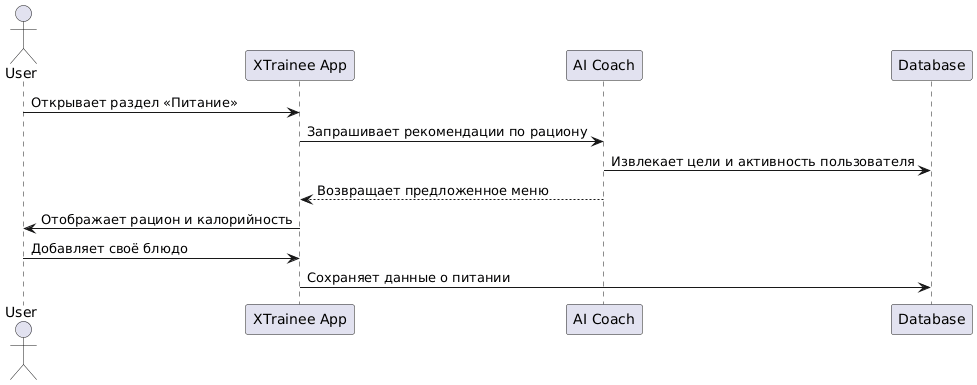 User
XTrainee App
AI Coach
Database
Открывает раздел «Питание»
Запрашивает рекомендации по рациону
Извлекает цели и активность пользователя
Возвращает предложенное меню
Отображает рацион и калорийность
Добавляет своё блюдо
Сохраняет данные о питании
User
XTrainee App
AI Coach
Database